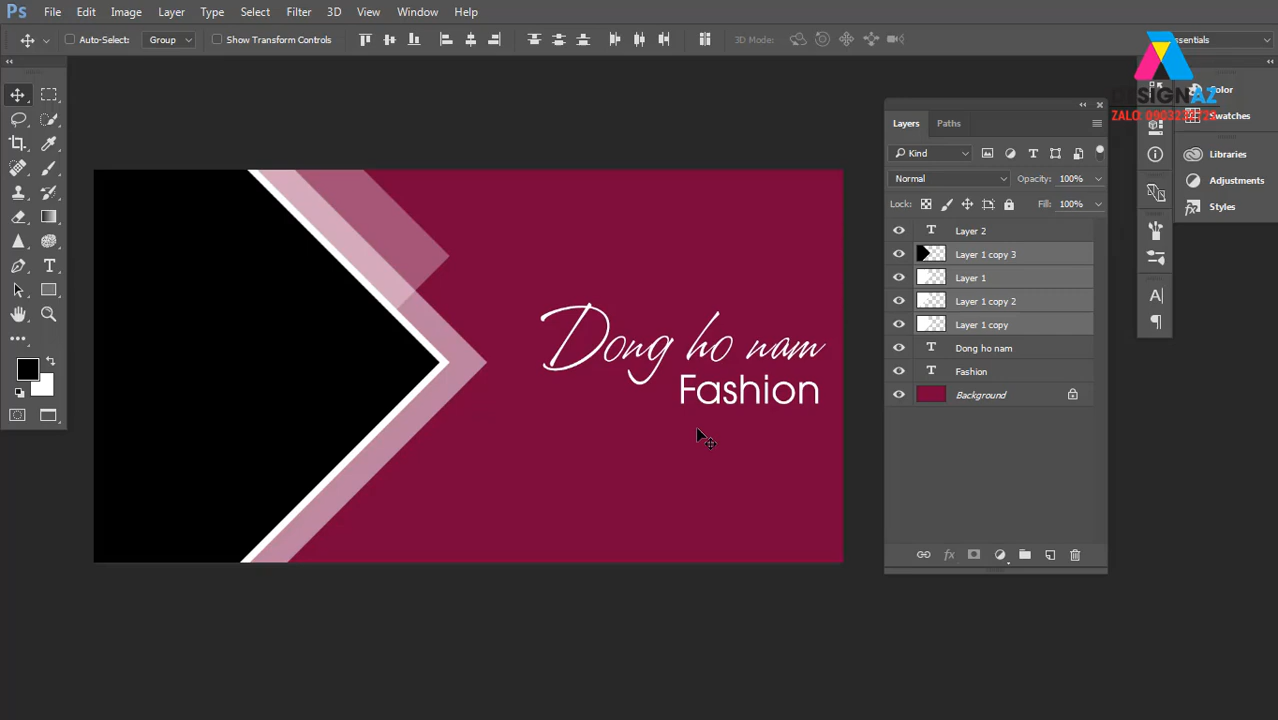 Ps File Edit Image Layer Type Select Filter 3D View Window Help
Auto-Select: Group Show Transform Controls 3D Mode: ssentials
DESIGNAZ
Color
Swatches
Libraries
Adjustments
Styles
Layers Paths
Kind
Normal Opacity: 100%
Lock: Fill: 100%
Layer 2
Layer 1 copy 3
Layer 1
Layer 1 copy 2
Layer 1 copy
Dong ho nam
Fashion
Background
Dong ho nam
Fashion